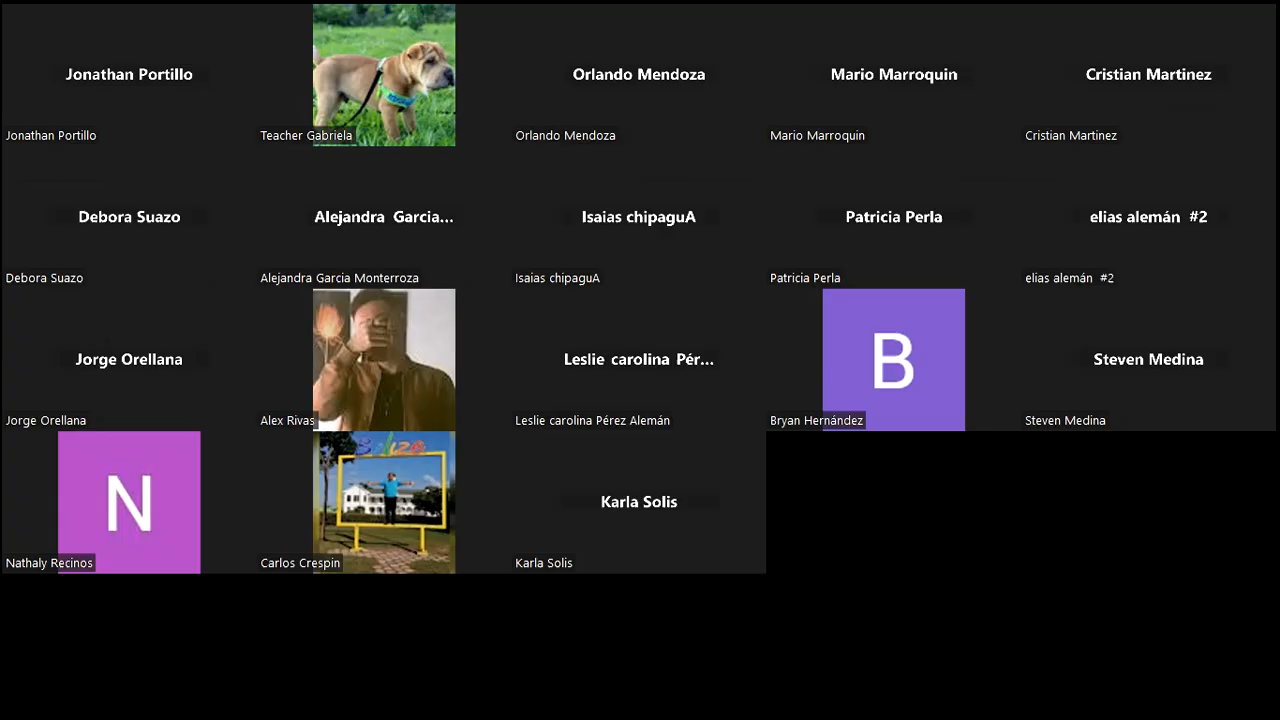 Jonathan Portillo
Orlando Mendoza
Mario Marroquin
Cristian Martinez
Jonathan Portillo
Teacher Gabriela
Orlando Mendoza
Mario Marroquin
Cristian Martinez
Debora Suazo
Alejandra Garcia...
Isaias chipaguA
Patricia Perla
elias alemán #2
Debora Suazo
Alejandra Garcia Monterroza
Isaias chipaguA
Patricia Perla
elias alemán #2
Jorge Orellana
Leslie carolina Pér...
B
Steven Medina
Jorge Orellana
Alex Rivas
Leslie carolina Pérez Alemán
Bryan Hernández
Steven Medina
N
Karla Solis
Nathaly Recinos
Carlos Crespin
Karla Solis